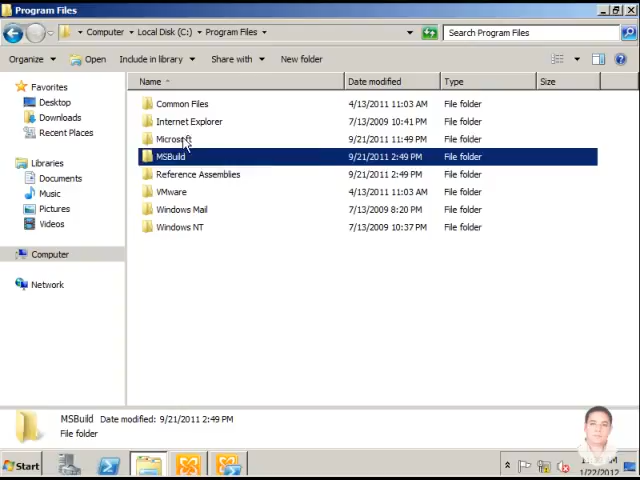 Program Files
Computer Local Disk (C:) Program Files
Search Program Files
Organize Open Include in library Share with New folder
Name Date modified Type Size
Favorites
Desktop
Downloads
Recent Places
Libraries
Documents
Music
Pictures
Videos
Computer
Network
Common Files 4/13/2011 11:03 AM File folder
Internet Explorer 7/13/2009 10:41 PM File folder
Microsoft 9/21/2011 11:49 PM File folder
MSBuild 9/21/2011 2:49 PM File folder
Reference Assemblies 9/21/2011 2:49 PM File folder
VMware 4/13/2011 11:03 AM File folder
Windows Mail 7/13/2009 8:20 PM File folder
Windows NT 7/13/2009 10:37 PM File folder
MSBuild Date modified: 9/21/2011 2:49 PM
File folder
Start
1/22/2012